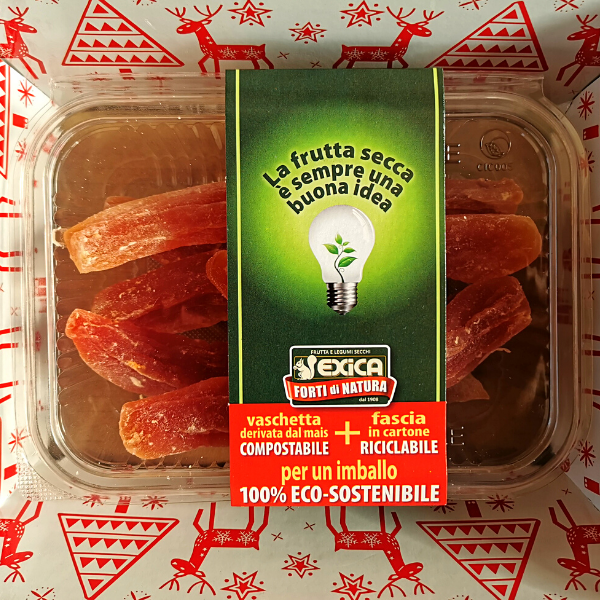 La frutta secca
è sempre una
buona idea
FRUTTA E LEGUMI SECCHI
EXICA
FORTI di NATURA
dal 1908
vaschetta
derivata dal mais
COMPOSTABILE
+
fascia
in cartone
RICICLABILE
per un imballo
100% ECO-SOSTENIBILE